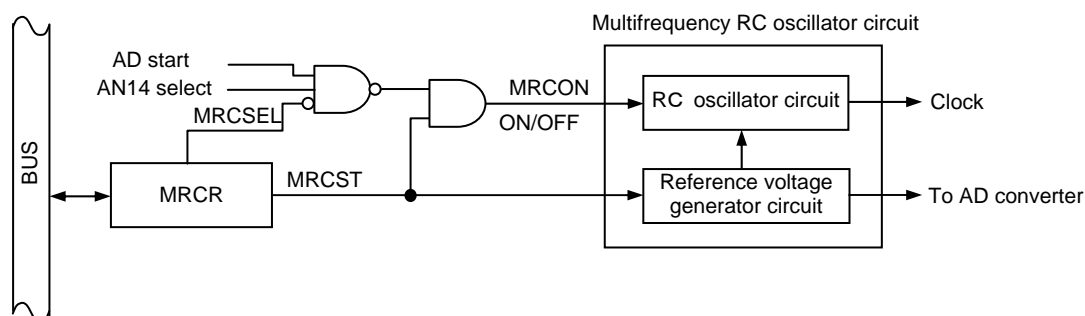 Multifrequency RC oscillator circuit
AD start
AN14 select
MRCSEL
MRCON
ON/OFF
RC oscillator circuit
Clock
BUS
MRCR
MRCST
Reference voltage
generator circuit
To AD converter